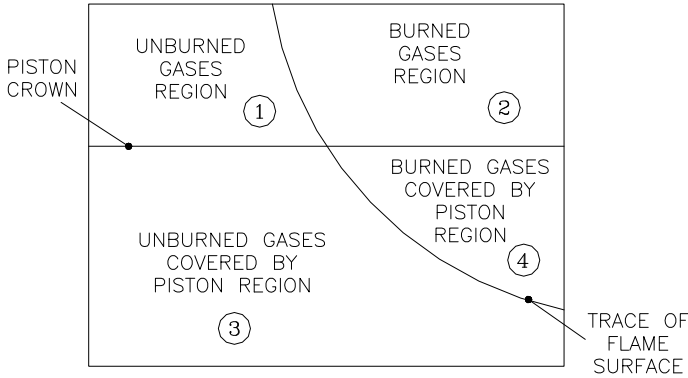 UNBURNED
GASES
REGION
1
BURNED
GASES
REGION
2
PISTON
CROWN
UNBURNED GASES
COVERED BY
PISTON REGION
3
BURNED GASES
COVERED BY
PISTON
REGION
4
TRACE OF
FLAME
SURFACE